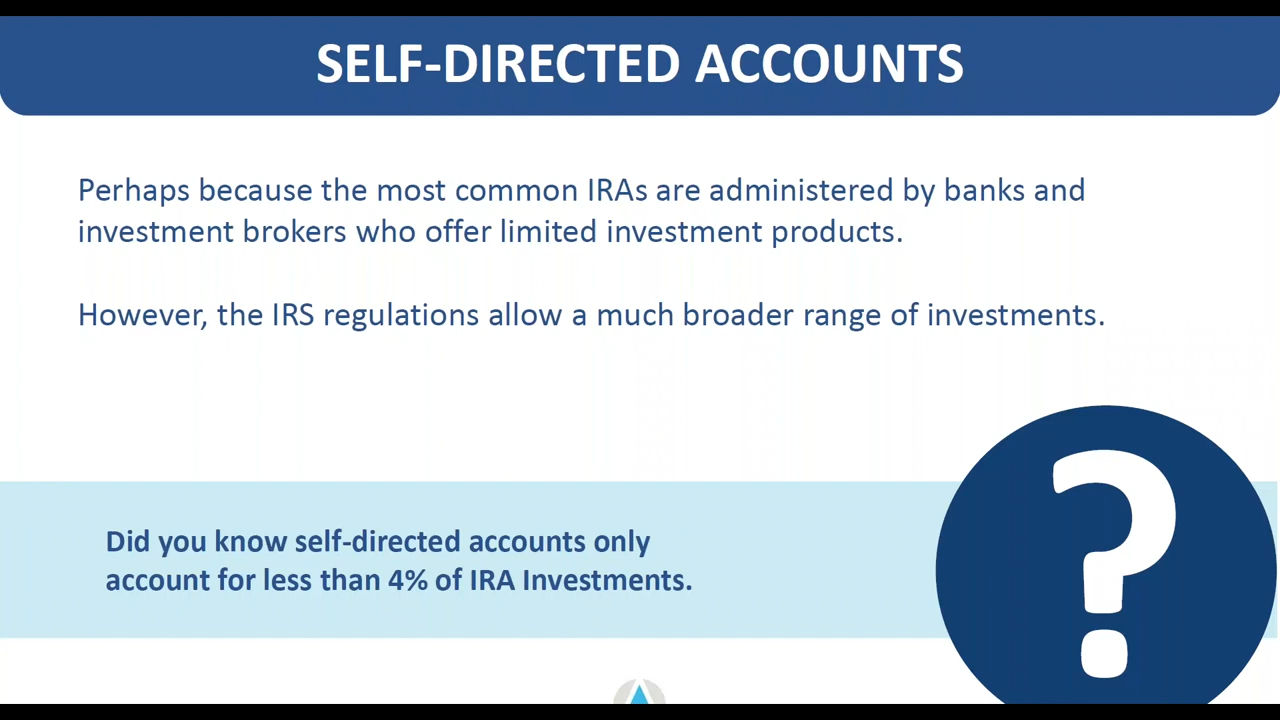 SELF-DIRECTED ACCOUNTS
Perhaps because the most common IRAs are administered by banks and
investment brokers who offer limited investment products.
However, the IRS regulations allow a much broader range of investments.
Did you know self-directed accounts only
account for less than 4% of IRA Investments.
?